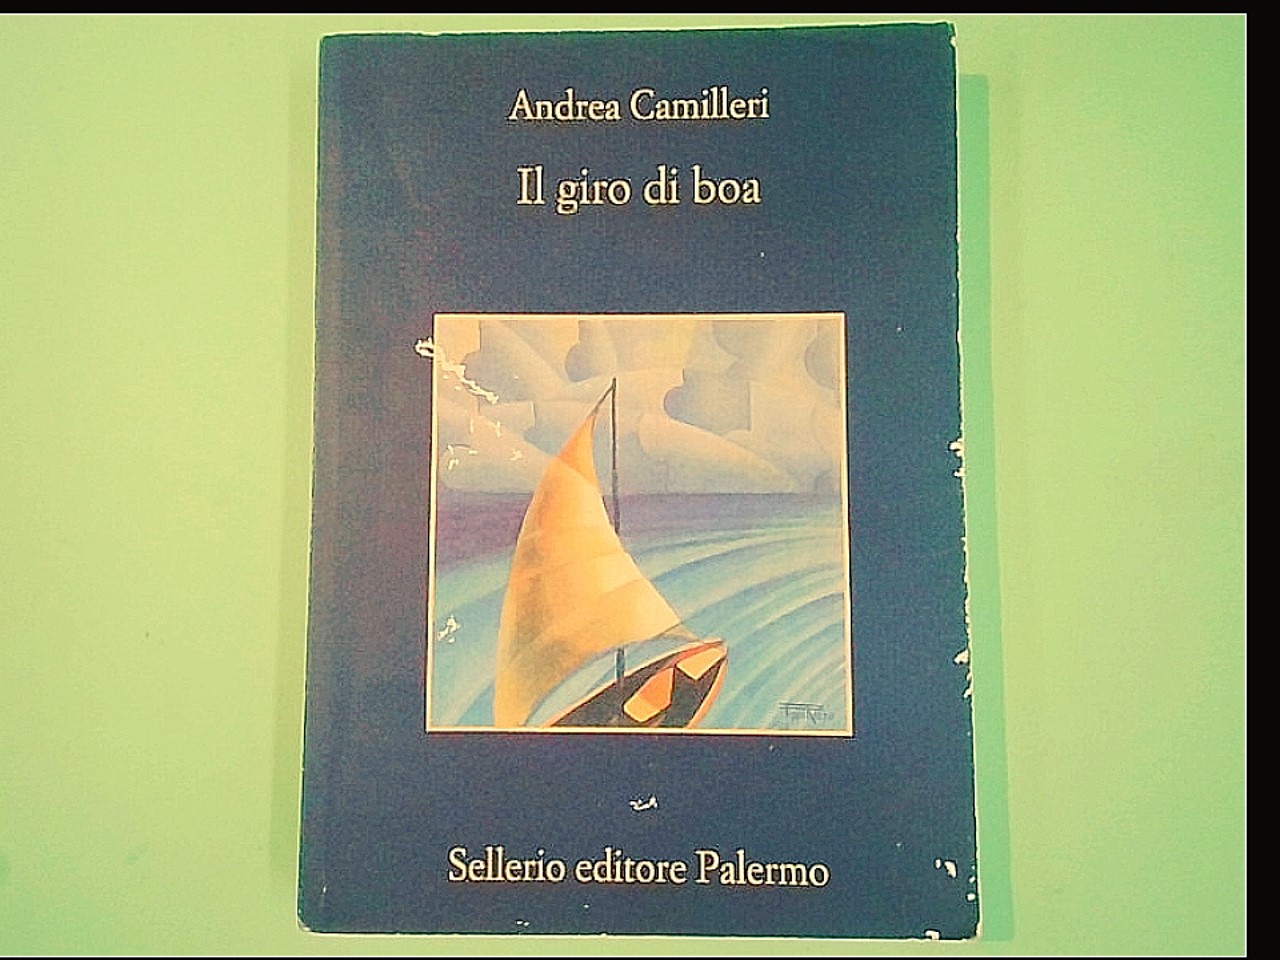 Andrea Camilleri
Il giro di boa
Sellerio editore Palermo